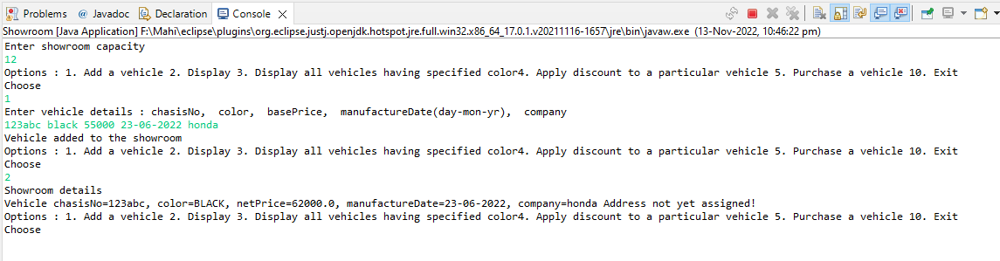 Problems @ Javadoc Declaration Console
Showroom [Java Application] F:\Mahi\eclipse\plugins\org.eclipse.justj.openjdk.hotspot.jre.full.win32.x86_64_17.0.1.v20211116-1657\jre\bin\javaw.exe (13-Nov-2022, 10:46:22 pm)
Enter showroom capacity
12
Options : 1. Add a vehicle 2. Display 3. Display all vehicles having specified color4. Apply discount to a particular vehicle 5. Purchase a vehicle 10. Exit
Choose
1
Enter vehicle details : chasisNo,  color,  basePrice,  manufactureDate(day-mon-yr),  company
123abc black 55000 23-06-2022 honda
Vehicle added to the showroom
Options : 1. Add a vehicle 2. Display 3. Display all vehicles having specified color4. Apply discount to a particular vehicle 5. Purchase a vehicle 10. Exit
Choose
2
Showroom details
Vehicle chasisNo=123abc, color=BLACK, netPrice=62000.0, manufactureDate=23-06-2022, company=honda Address not yet assigned!
Options : 1. Add a vehicle 2. Display 3. Display all vehicles having specified color4. Apply discount to a particular vehicle 5. Purchase a vehicle 10. Exit
Choose